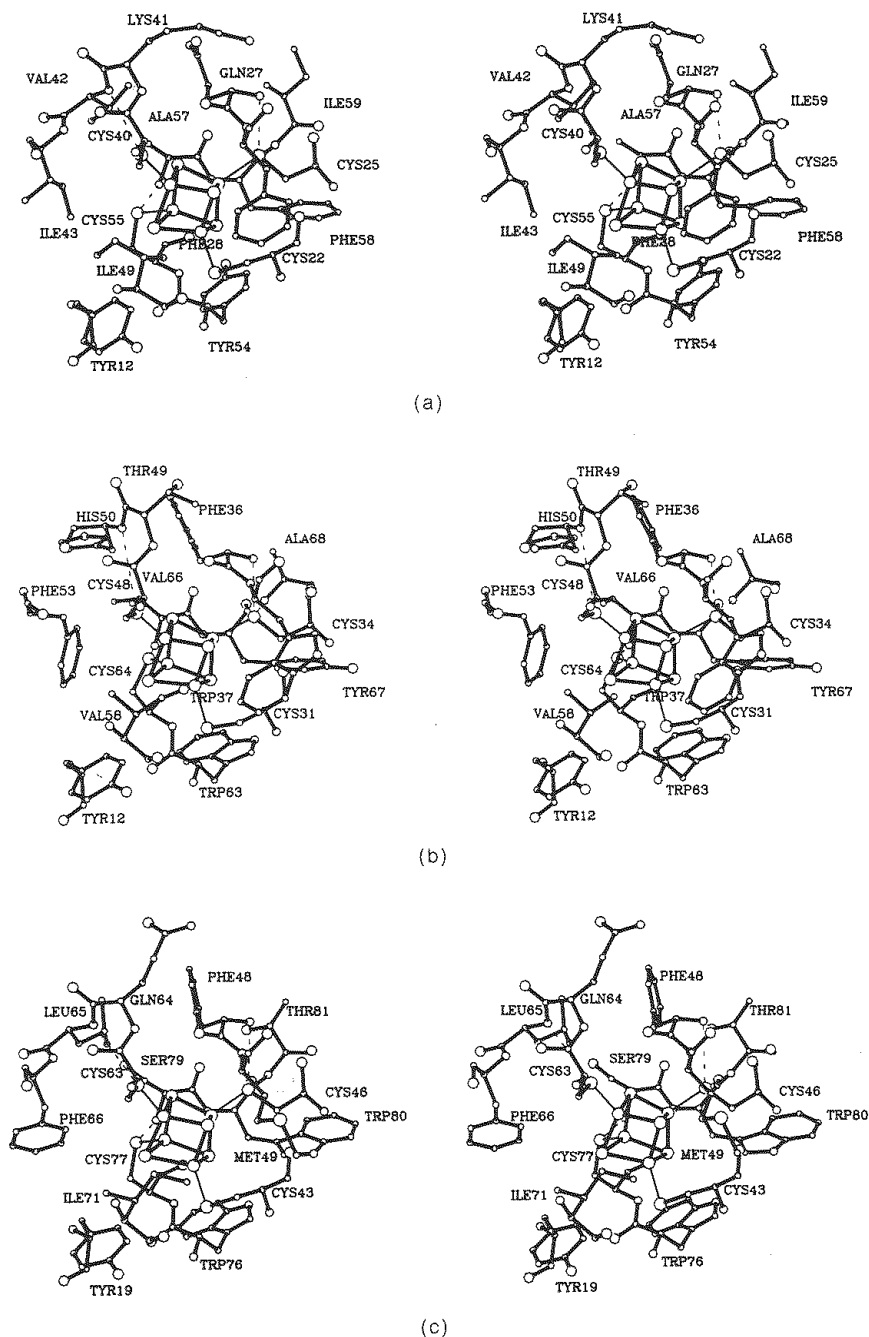 LYS41 LYS41
VAL42 GLN27 VAL42 GLN27
ALA57 ILE59 ALA57 ILE59
CYS40 CYS40
CYS25 CYS25
CYS55 CYS55
ILE43 PHE28 PHE58 ILE43 PHE28 PHE58
ILE49 CYS22 ILE49 CYS22
TYR54 TYR54
TYR12 TYR12
(a)
THR49 THR49
HIS50 PHE36 HIS50 PHE36
ALA68 ALA68
PHE53 CYS48 VAL66 PHE53 CYS48 VAL66
CYS34 CYS34
CYS64 TRP37 TYR67 CYS64 TRP37 TYR67
VAL58 CYS31 VAL58 CYS31
TRP63 TRP63
TYR12 TYR12
(b)
PHE48 PHE48
LEU65 GLN64 THR81 LEU65 GLN64 THR81
CYS63 SER79 CYS63 SER79
CYS46 CYS46
PHE66 TRP80 PHE66 TRP80
CYS77 MET49 CYS77 MET49
ILE71 CYS43 ILE71 CYS43
TRP76 TRP76
TYR19 TYR19
(c)